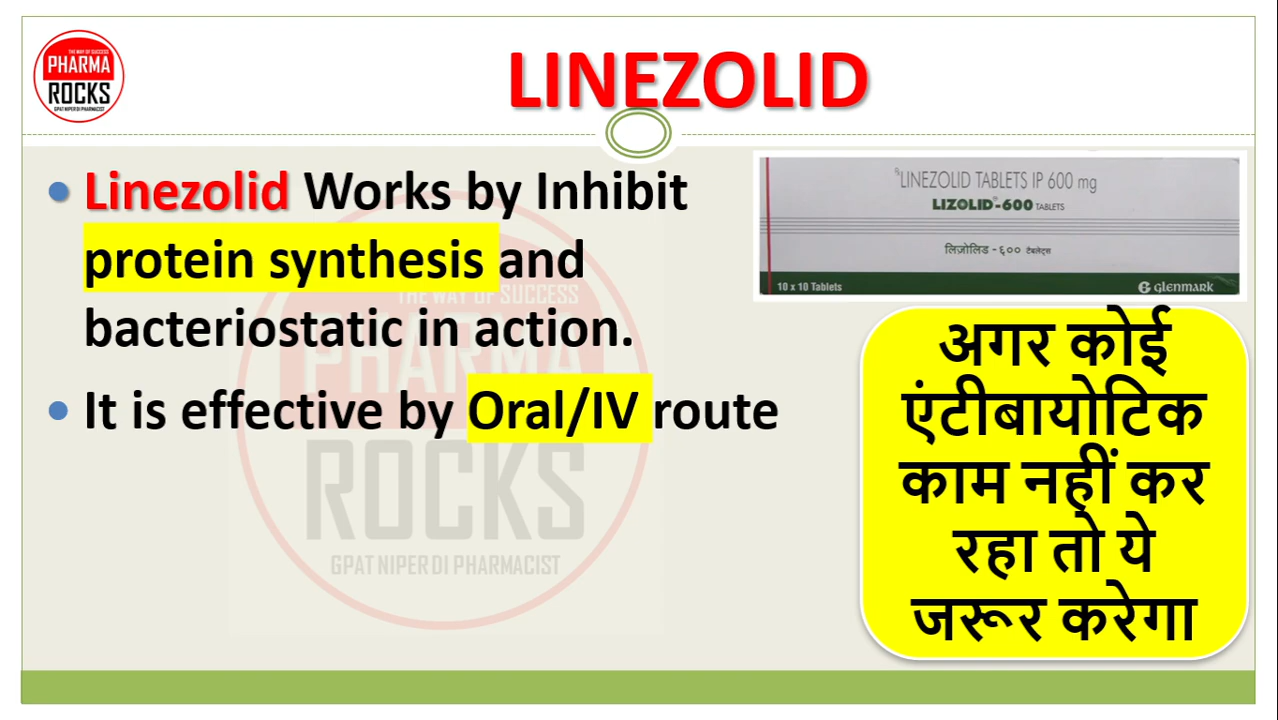 THE WAY OF SUCCESS
PHARMA
ROCKS
GPAT NIPER DI PHARMACIST
LINEZOLID
Linezolid Works by Inhibit
protein synthesis and
bacteriostatic in action.
It is effective by Oral/IV route
LINEZOLID TABLETS IP 600 mg
LIZOLID-600 TABLETS
लिज़ोलिड - ६०० टैबलेट्स
10 x 10 Tablets
glenmark
अगर कोई
एंटीबायोटिक
काम नहीं कर
रहा तो ये
जरूर करेगा
THE WAY OF SUCCESS
PHARMA
ROCKS
GPAT NIPER DI PHARMACIST